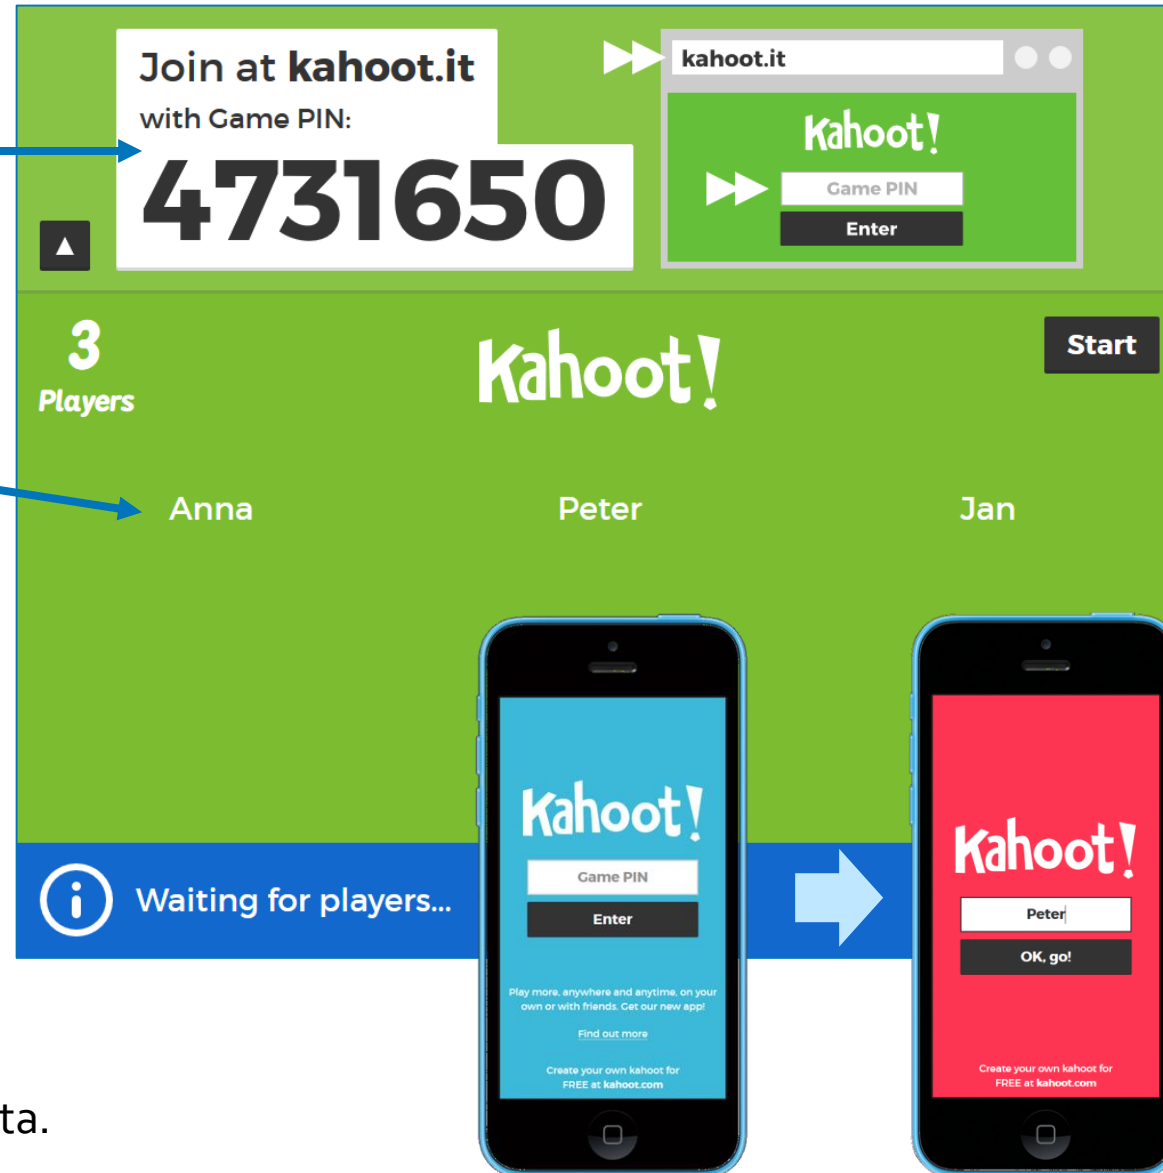 Join at kahoot.it
with Game PIN:
4731650
kahoot.it
Kahoot!
Game PIN
Enter
3
Players
Kahoot!
Start
Anna
Peter
Jan
Waiting for players...
Kahoot!
Game PIN
Enter
Play more, anywhere and anytime, on your
own or with friends. Get our new app!
Find out more
Create your own kahoot for
FREE at kahoot.com
Kahoot!
Peter
OK, go!
Create your own kahoot for
FREE at kahoot.com
ta.